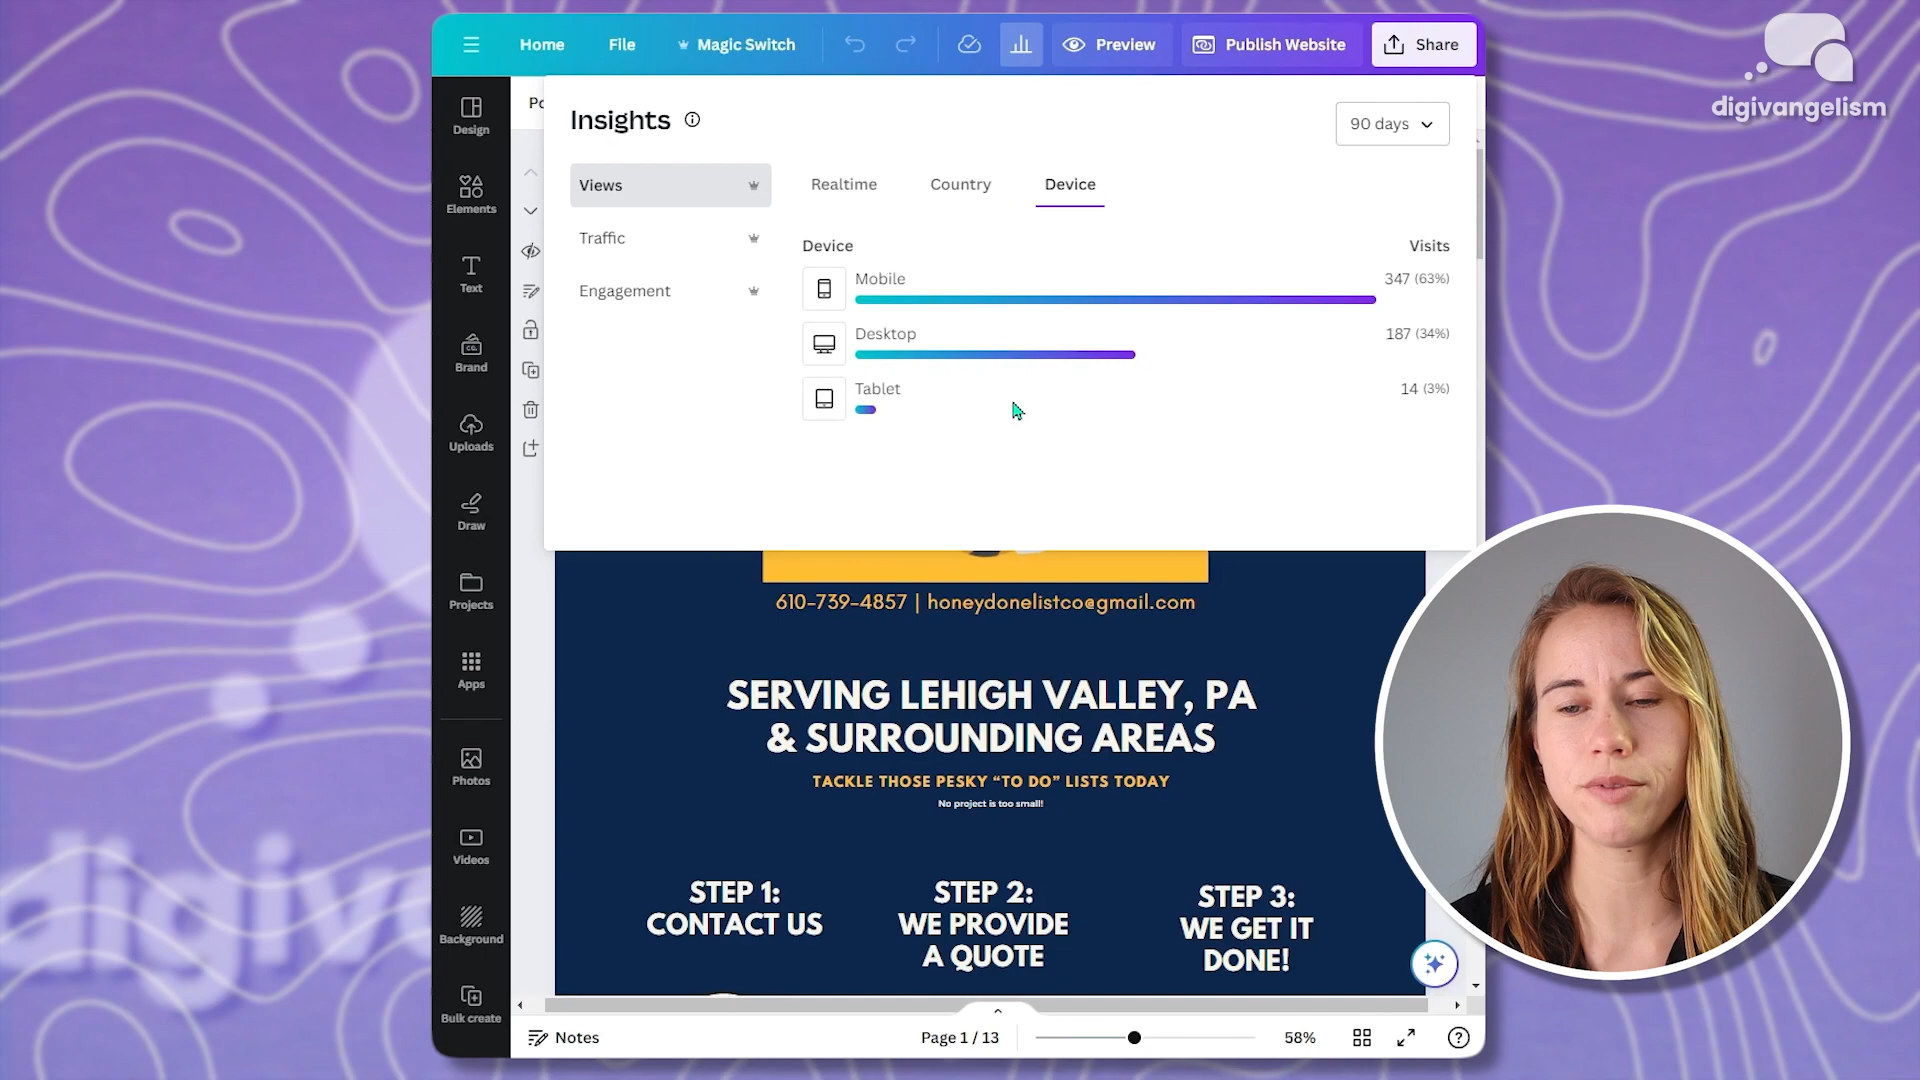 Home
File
Magic Switch
Preview
Publish Website
Share
digivangelism
Design
Elements
Text
CO.
Brand
Uploads
Draw
Projects
Apps
Photos
Videos
Background
Bulk create
Insights
90 days
Views
Traffic
Engagement
Realtime
Country
Device
Device
Visits
Mobile
347 (63%)
Desktop
187 (34%)
Tablet
14 (3%)
610-739-4857 | honeydonelistco@gmail.com
SERVING LEHIGH VALLEY, PA
& SURROUNDING AREAS
TACKLE THOSE PESKY “TO DO” LISTS TODAY
No project is too small!
STEP 1:
CONTACT US
STEP 2:
WE PROVIDE
A QUOTE
STEP 3:
WE GET IT
DONE!
Notes
Page 1 / 13
58%